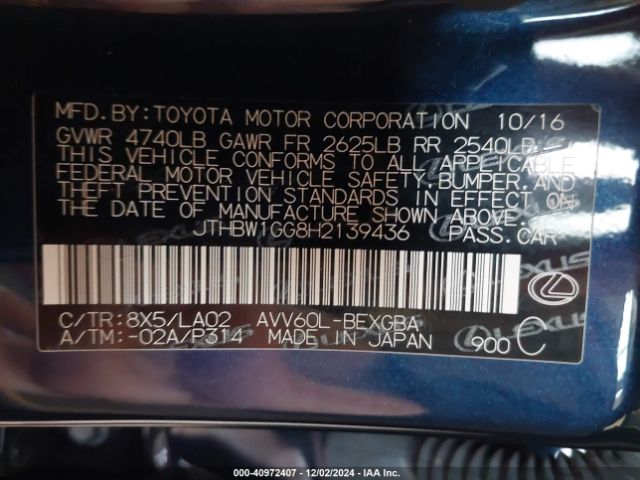 MFD. BY: TOYOTA MOTOR CORPORATION 10/16
GVWR 4740LB GAWR FR 2625LB RR 2540LB
THIS VEHICLE CONFORMS TO ALL APPLICABLE
FEDERAL MOTOR VEHICLE SAFETY, BUMPER, AND
THEFT PREVENTION STANDARDS IN EFFECT ON
THE DATE OF MANUFACTURE SHOWN ABOVE.
JTHBW1GG8H2139436 PASS. CAR
LEXUS
C/TR: 8X5/LA02 AVV60L-BEXGBA
A/TM: -02A/P314 MADE IN JAPAN 900 C
000-40972407 - 12/02/2024 - IAA Inc.